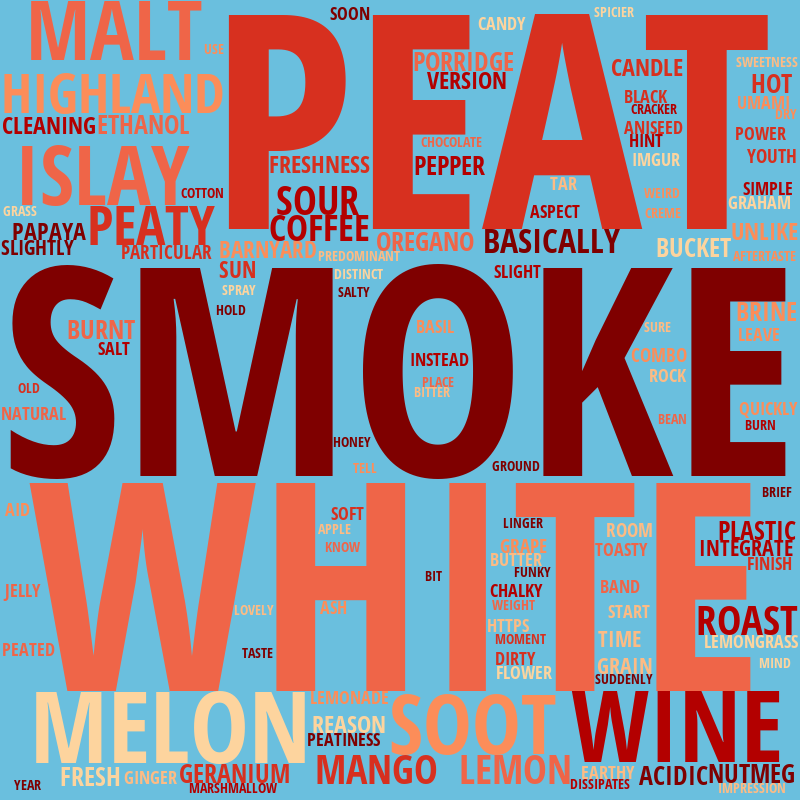 MALT
USE
SOON
PEAT
CANDY
SPICIER
HIGHLAND
PORRIDGE
VERSION
CANDLE
SWEETNESS
HOT
CLEANING
ETHANOL
BLACK
CRACKER
UMAMI
DRY
ANISEED
HINT
POWER
CHOCOLATE
ISLAY
FRESHNESS
PEPPER
IMGUR
YOUTH
COTTON
SOUR
TAR
WEIRD
SIMPLE
GRAHAM
GRASS
PEATY
ASPECT
CREME
PAPAYA
COFFEE
SLIGHTLY
PARTICULAR
BARNYARD
OREGANO
BASICALLY
BUCKET
UNLIKE
PREDOMINANT
AFTERTASTE
SUN
DISTINCT
SLIGHT
SMOKE
SPRAY
SALTY
HOLD
BRINE
BURNT
BASIL
SURE
LEAVE
SALT
INSTEAD
COMBO
ROCK
OLD
PLACE
BITTER
NATURAL
QUICKLY
BEAN
BURN
HONEY
TELL
GROUND
WHITE
BRIEF
AID
SOFT
LINGER
APPLE
ROOM
PLASTIC
KNOW
GRAPE
TOASTY
INTEGRATE
BUTTER
FINISH
BIT
FUNKY
JELLY
CHALKY
BAND
LOVELY
ASH
WEIGHT
START
ROAST
HTTPS
MOMENT
TIME
LEMONGRASS
PEATED
TASTE
DIRTY
GRAIN
MIND
FLOWER
SUDDENLY
MELON
LEMONADE
SOOT
WINE
REASON
PEATINESS
FRESH
GINGER
GERANIUM
MANGO
LEMON
EARTHY
ACIDIC
NUTMEG
YEAR
MARSHMALLOW
DISSIPATES
IMPRESSION